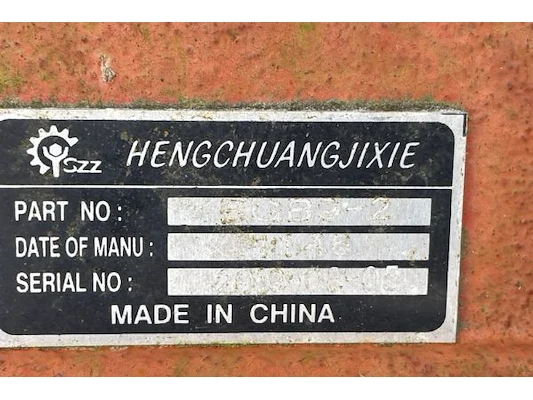 SZZ HENGCHUANGJIXIE
PART NO:
DATE OF MANU:
SERIAL NO:
MADE IN CHINA